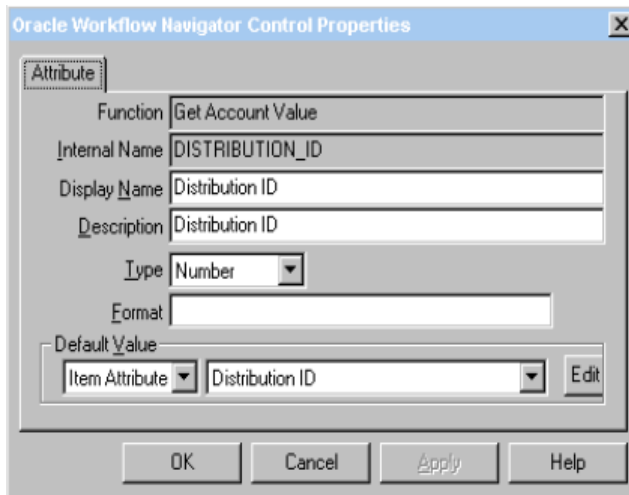 Oracle Workflow Navigator Control Properties
Attribute
Function Get Account Value
Internal Name DISTRIBUTION_ID
Display Name Distribution ID
Description Distribution ID
Type Number
Format
Default Value
Item Attribute Distribution ID Edit
OK Cancel Apply Help